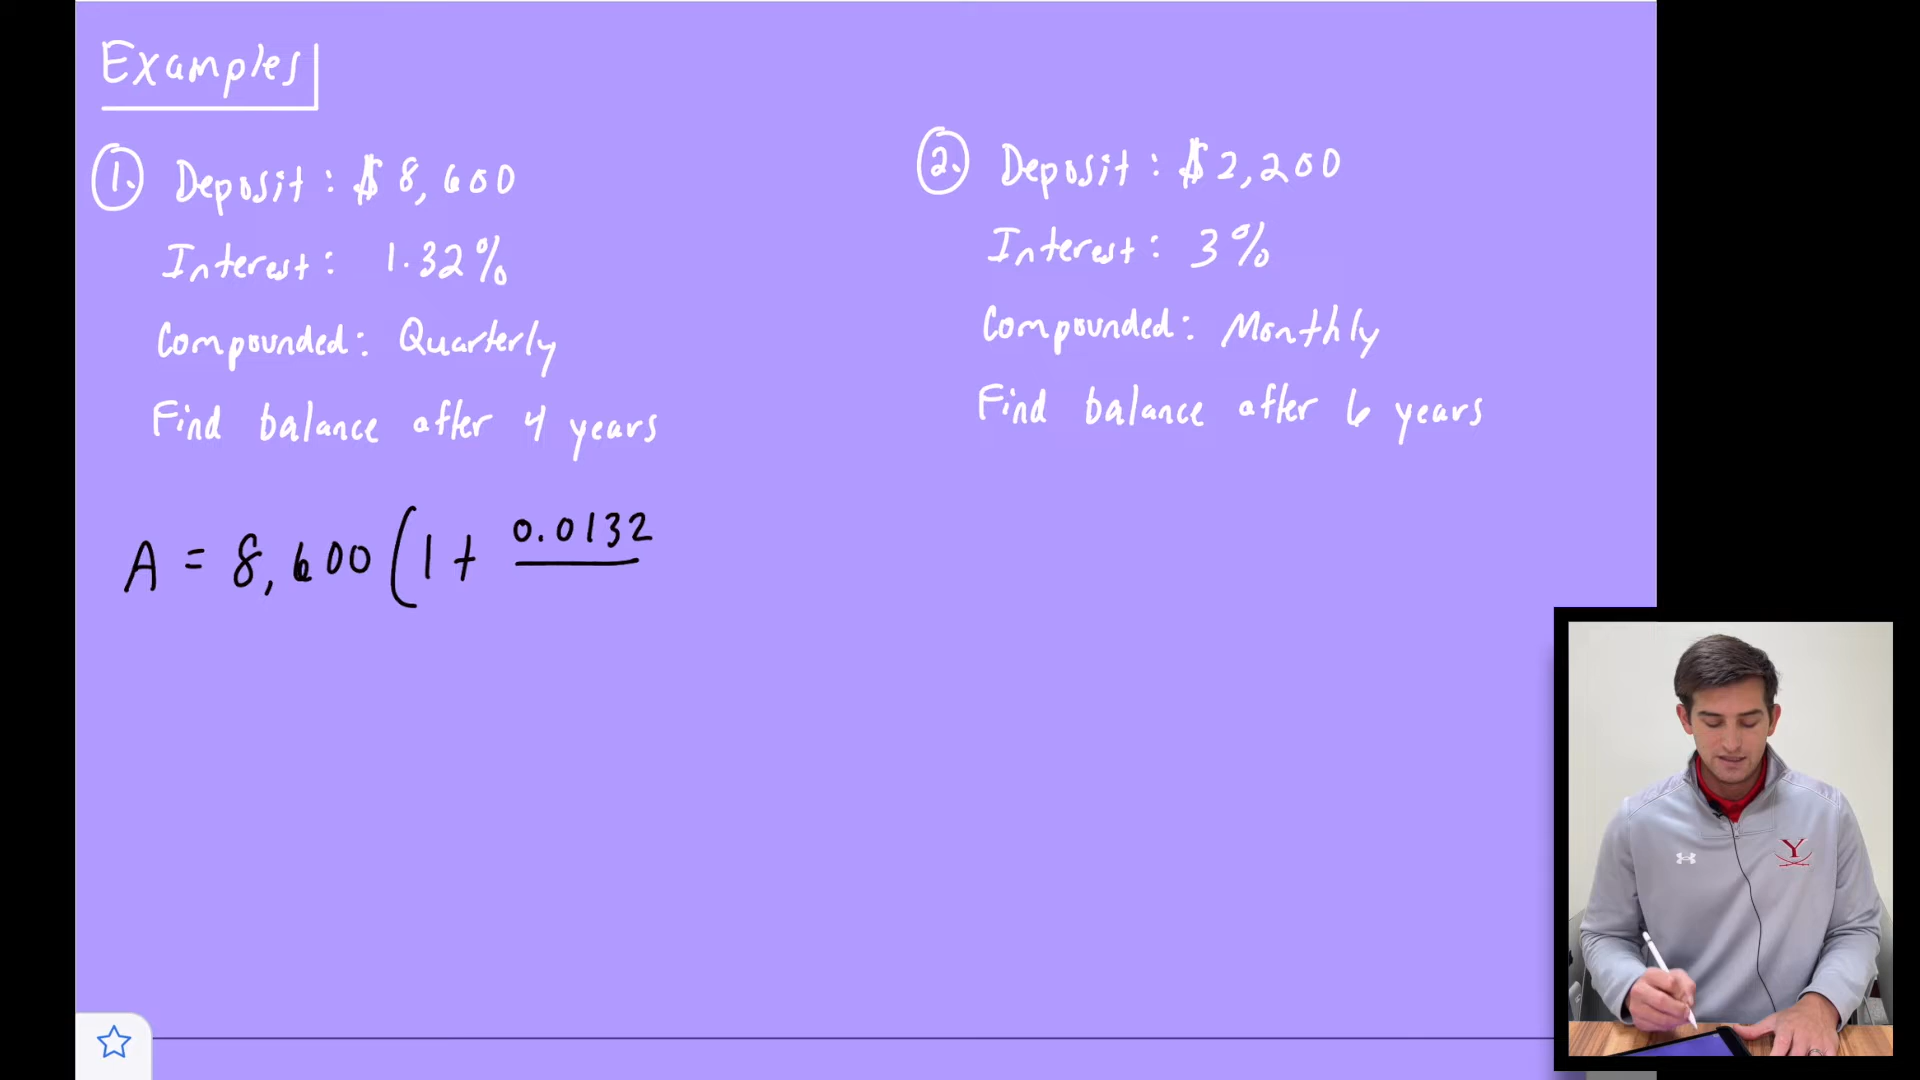 Examples
1. Deposit: $8,600
Interest: 1.32%
Compounded: Quarterly
Find balance after 4 years
A = 8,600 (1 + 0.0132
2. Deposit: $2,200
Interest: 3%
Compounded: Monthly
Find balance after 6 years
Y